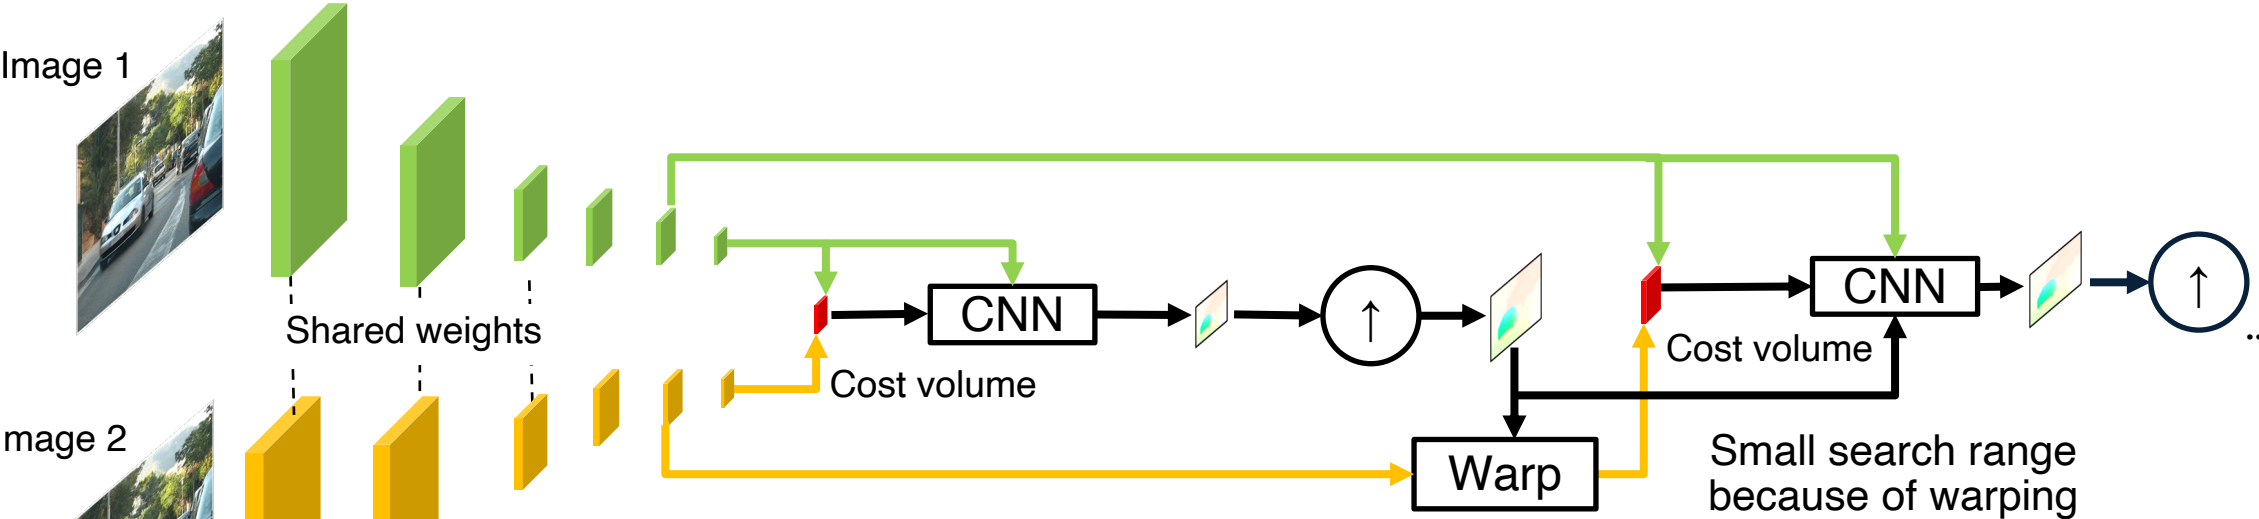 Image 1
Shared weights
CNN
↑
CNN
↑
Cost volume
Cost volume
..
mage 2
Warp
Small search range
because of warping